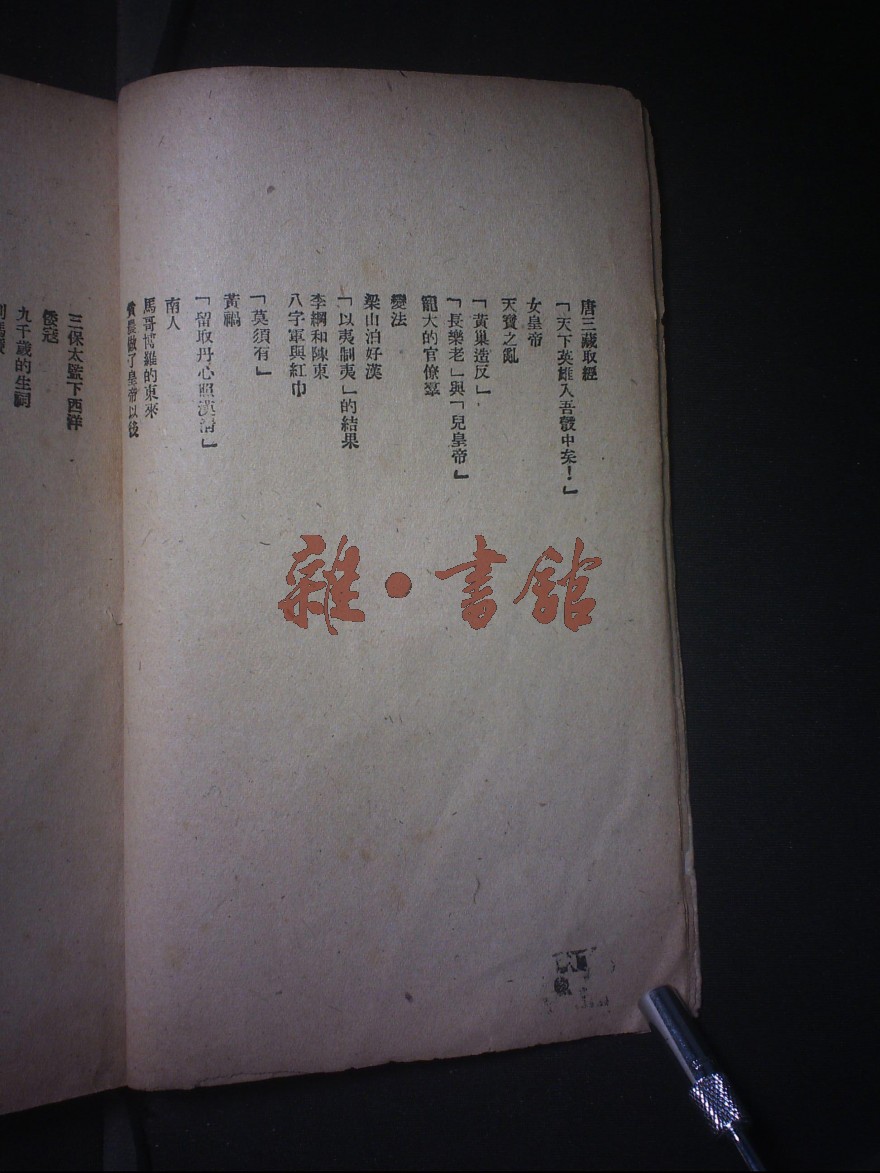 唐三藏取經
「天下英雄入吾彀中矣！」
女皇帝
天寶之亂
「黃巢造反」
「長樂老」與「兒皇帝」
龐大的官僚羣
變法
梁山泊好漢
「以夷制夷」的結果
李綱和陳東
八字軍與紅巾
「莫須有」
黃禍
「留取丹心照漢淸」
南人
馬哥博羅的東來
做了皇帝以後
三保太監下西洋
倭寇
九千歲的生祠
雜·書館